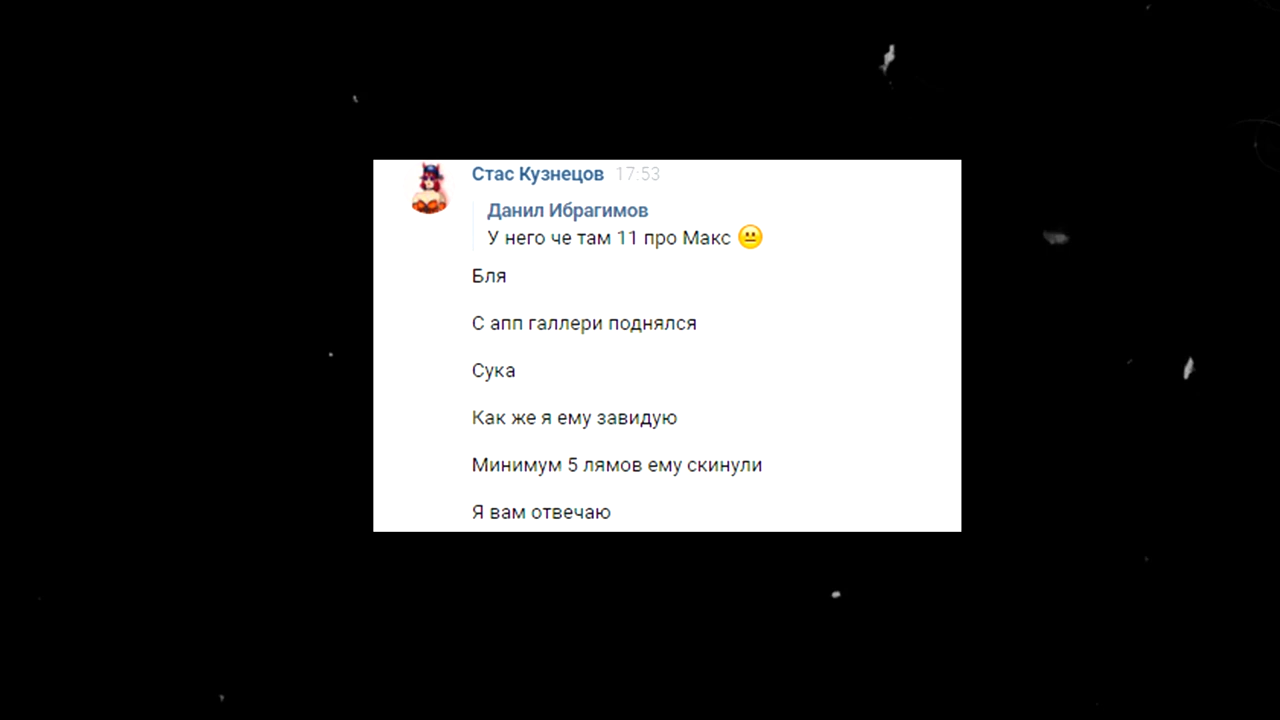 Стас Кузнецов 17:53
Данил Ибрагимов
У него че там 11 про Макс 😐
Бля
С апп галлери поднялся
Сука
Как же я ему завидую
Минимум 5 лямов ему скинули
Я вам отвечаю